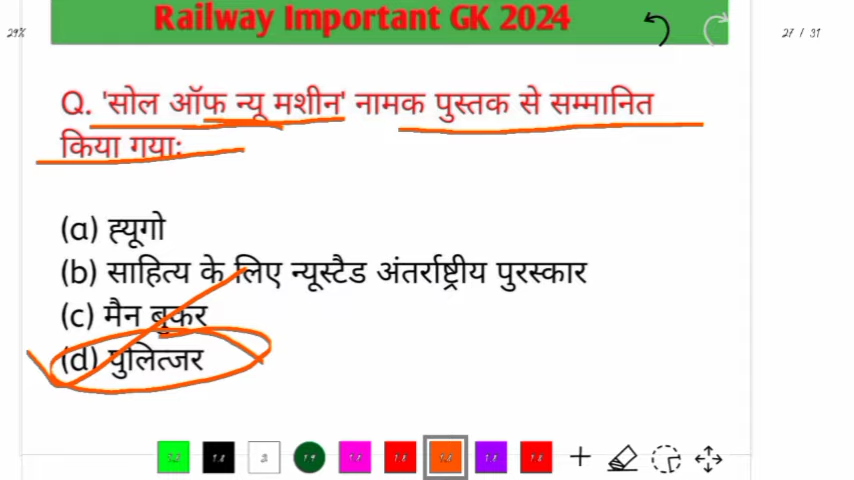 Railway Important GK 2024
29%
27 / 31
Q. 'सोल ऑफ न्यू मशीन' नामक पुस्तक से सम्मानित
किया गयाः
(a) ह्यूगो
(b) साहित्य के लिए न्यूस्टैड अंतर्राष्ट्रीय पुरस्कार
(c) मैन बुकर
(d) पुलित्जर